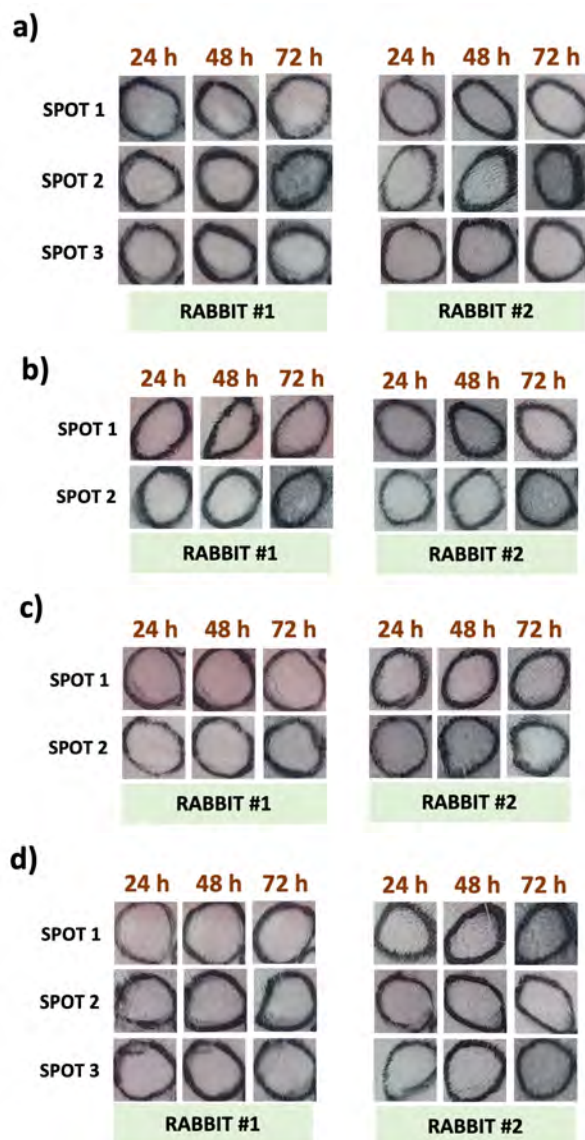 a)
24 h 48 h 72 h 24 h 48 h 72 h
SPOT 1
SPOT 2
SPOT 3
RABBIT #1 RABBIT #2
b)
24 h 48 h 72 h 24 h 48 h 72 h
SPOT 1
SPOT 2
RABBIT #1 RABBIT #2
c)
24 h 48 h 72 h 24 h 48 h 72 h
SPOT 1
SPOT 2
RABBIT #1 RABBIT #2
d)
24 h 48 h 72 h 24 h 48 h 72 h
SPOT 1
SPOT 2
SPOT 3
RABBIT #1 RABBIT #2